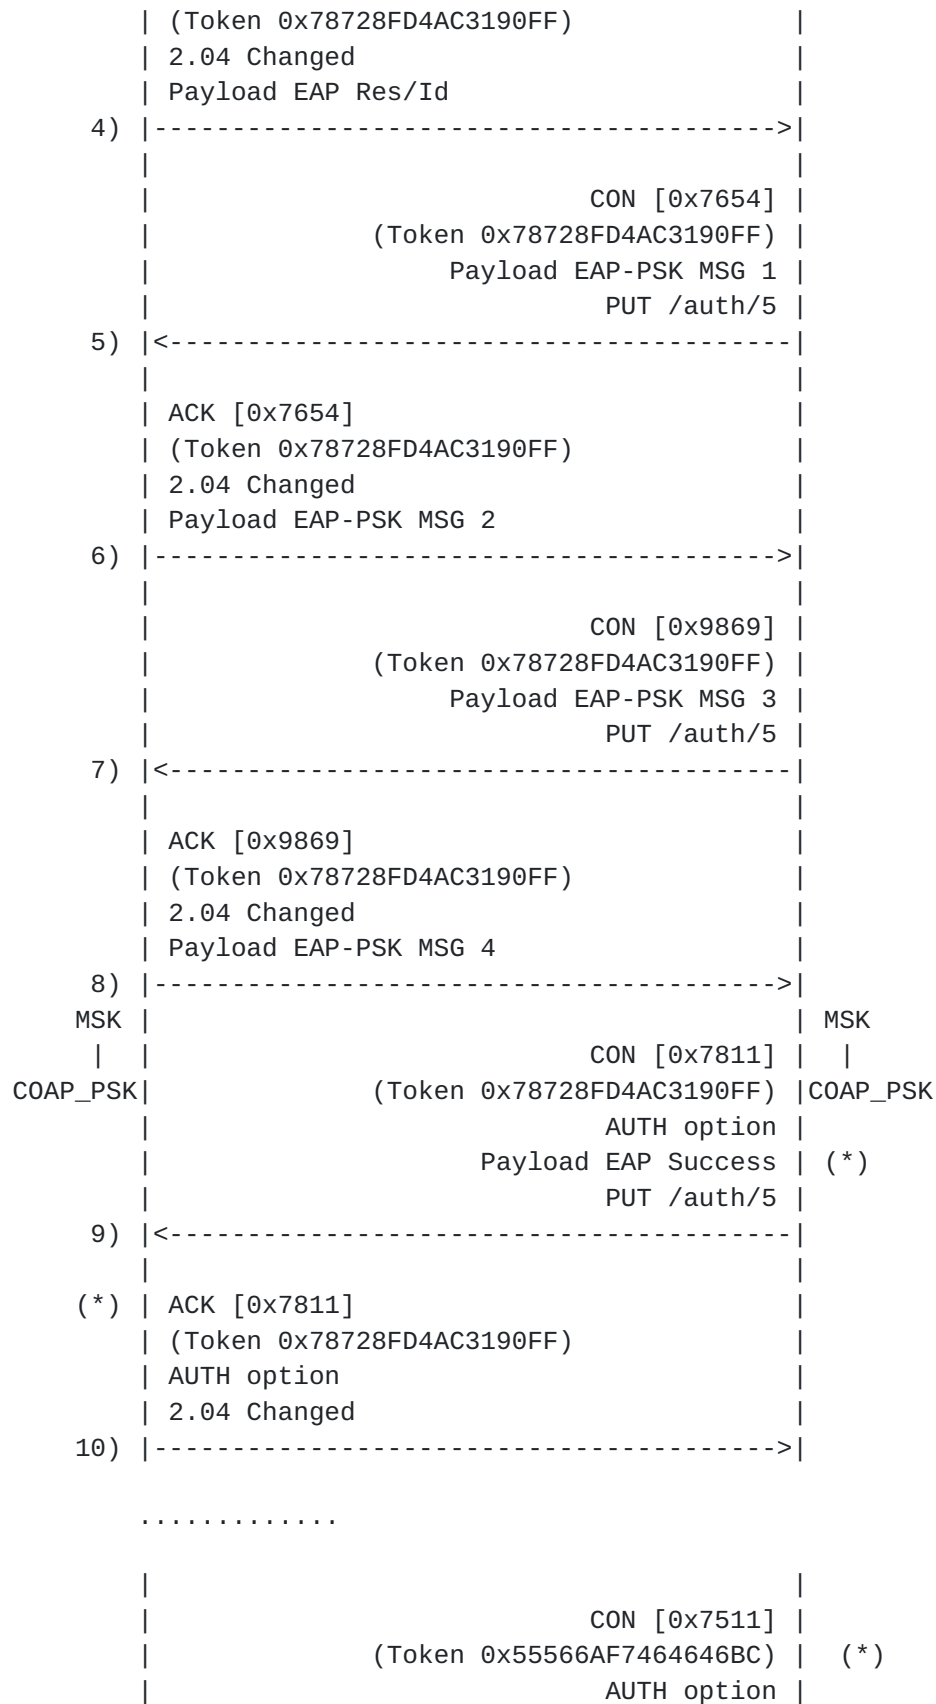 | (Token 0x78728FD4AC3190FF)              |
| 2.04 Changed                            |
| Payload EAP Res/Id                      |
4) |---------------------------------------->|
|                                         |
|                            CON [0x7654] |
|              (Token 0x78728FD4AC3190FF) |
|                   Payload EAP-PSK MSG 1 |
|                             PUT /auth/5 |
5) |<----------------------------------------|
|                                         |
| ACK [0x7654]                            |
| (Token 0x78728FD4AC3190FF)              |
| 2.04 Changed                            |
| Payload EAP-PSK MSG 2                   |
6) |---------------------------------------->|
|                                         |
|                            CON [0x9869] |
|              (Token 0x78728FD4AC3190FF) |
|                   Payload EAP-PSK MSG 3 |
|                             PUT /auth/5 |
7) |<----------------------------------------|
|                                         |
| ACK [0x9869]                            |
| (Token 0x78728FD4AC3190FF)              |
| 2.04 Changed                            |
| Payload EAP-PSK MSG 4                   |
8) |---------------------------------------->|
MSK |                                         | MSK
|  |                            CON [0x7811] |  |
COAP_PSK|              (Token 0x78728FD4AC3190FF) |COAP_PSK
|                             AUTH option |
|                     Payload EAP Success | (*)
|                             PUT /auth/5 |
9) |<----------------------------------------|
|                                         |
(*) | ACK [0x7811]                            |
| (Token 0x78728FD4AC3190FF)              |
| AUTH option                             |
| 2.04 Changed                            |
10) |---------------------------------------->|
.............
|                                         |
|                            CON [0x7511] |
|              (Token 0x55566AF7464646BC) |  (*)
|                             AUTH option |